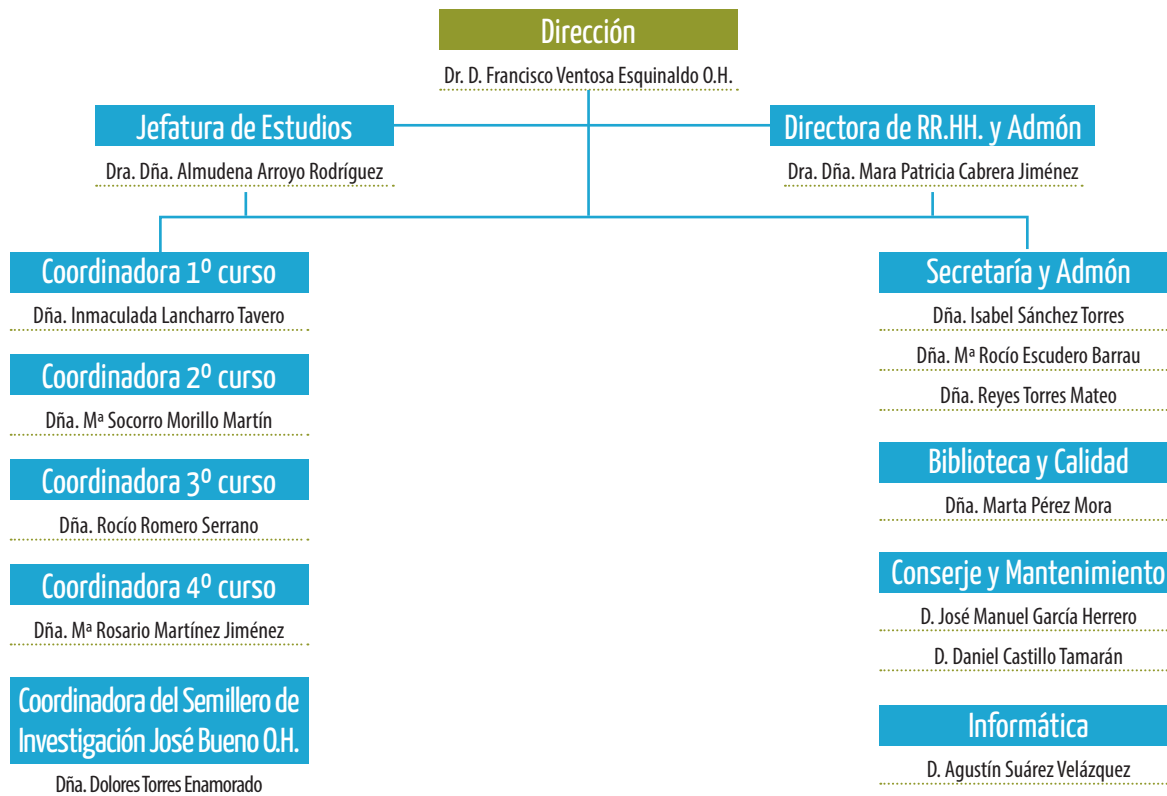 Dirección
Dr. D. Francisco Ventosa Esquinaldo O.H.
Jefatura de Estudios
Dra. Dña. Almudena Arroyo Rodríguez
Directora de RR.HH. y Admón
Dra. Dña. Mara Patricia Cabrera Jiménez
Coordinadora 1º curso
Dña. Inmaculada Lancharro Tavero
Coordinadora 2º curso
Dña. Mª Socorro Morillo Martín
Coordinadora 3º curso
Dña. Rocío Romero Serrano
Coordinadora 4º curso
Dña. Mª Rosario Martínez Jiménez
Coordinadora del Semillero de
Investigación José Bueno O.H.
Dña. Dolores Torres Enamorado
Secretaría y Admón
Dña. Isabel Sánchez Torres
Dña. Mª Rocío Escudero Barrau
Dña. Reyes Torres Mateo
Biblioteca y Calidad
Dña. Marta Pérez Mora
Conserje y Mantenimiento
D. José Manuel García Herrero
D. Daniel Castillo Tamarán
Informática
D. Agustín Suárez Velázquez